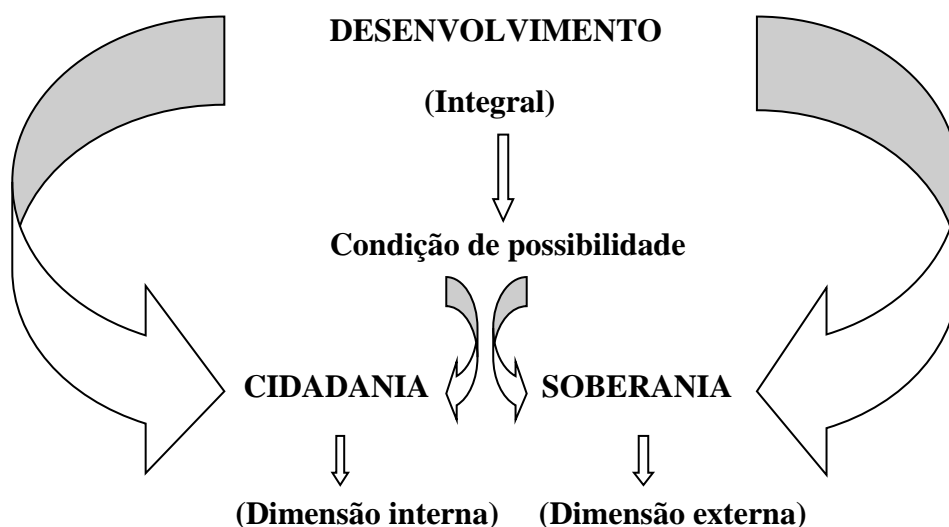 DESENVOLVIMENTO
(Integral)
Condição de possibilidade
CIDADANIA SOBERANIA
(Dimensão interna) (Dimensão externa)